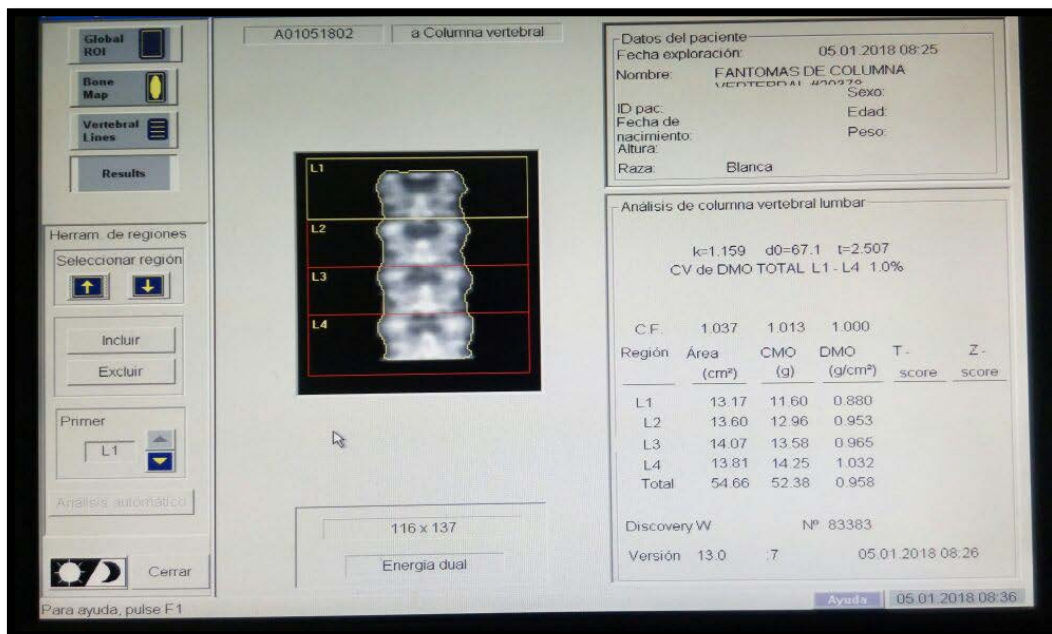 Global
ROI
Bone
Map
Vertebral
Lines
Results
Herram. de regiones
Seleccionar región
Incluir
Excluir
Primer
L1
Análisis automático
Cerrar
Para ayuda, pulse F1
A01051802 a Columna vertebral
L1
L2
L3
L4
116 x 137
Energía dual
Datos del paciente
Fecha exploración: 05.01.2018 08:25
Nombre: FANTOMAS DE COLUMNA
Sexo:
ID pac: Edad:
Fecha de
nacimiento: Peso:
Altura:
Raza: Blanca
Análisis de columna vertebral lumbar
k=1.159 d0=67.1 t=2.507
CV de DMO TOTAL L1 - L4 1.0%
C.F. 1.037 1.013 1.000
Región Área CMO DMO T - Z -
(cm²) (g) (g/cm²) score score
L1 13.17 11.60 0.880
L2 13.60 12.96 0.953
L3 14.07 13.58 0.965
L4 13.81 14.25 1.032
Total 54.66 52.38 0.958
Discovery W Nº 83383
Versión 13.0 :7 05.01.2018 08:26
Ayuda 05.01.2018 08:36